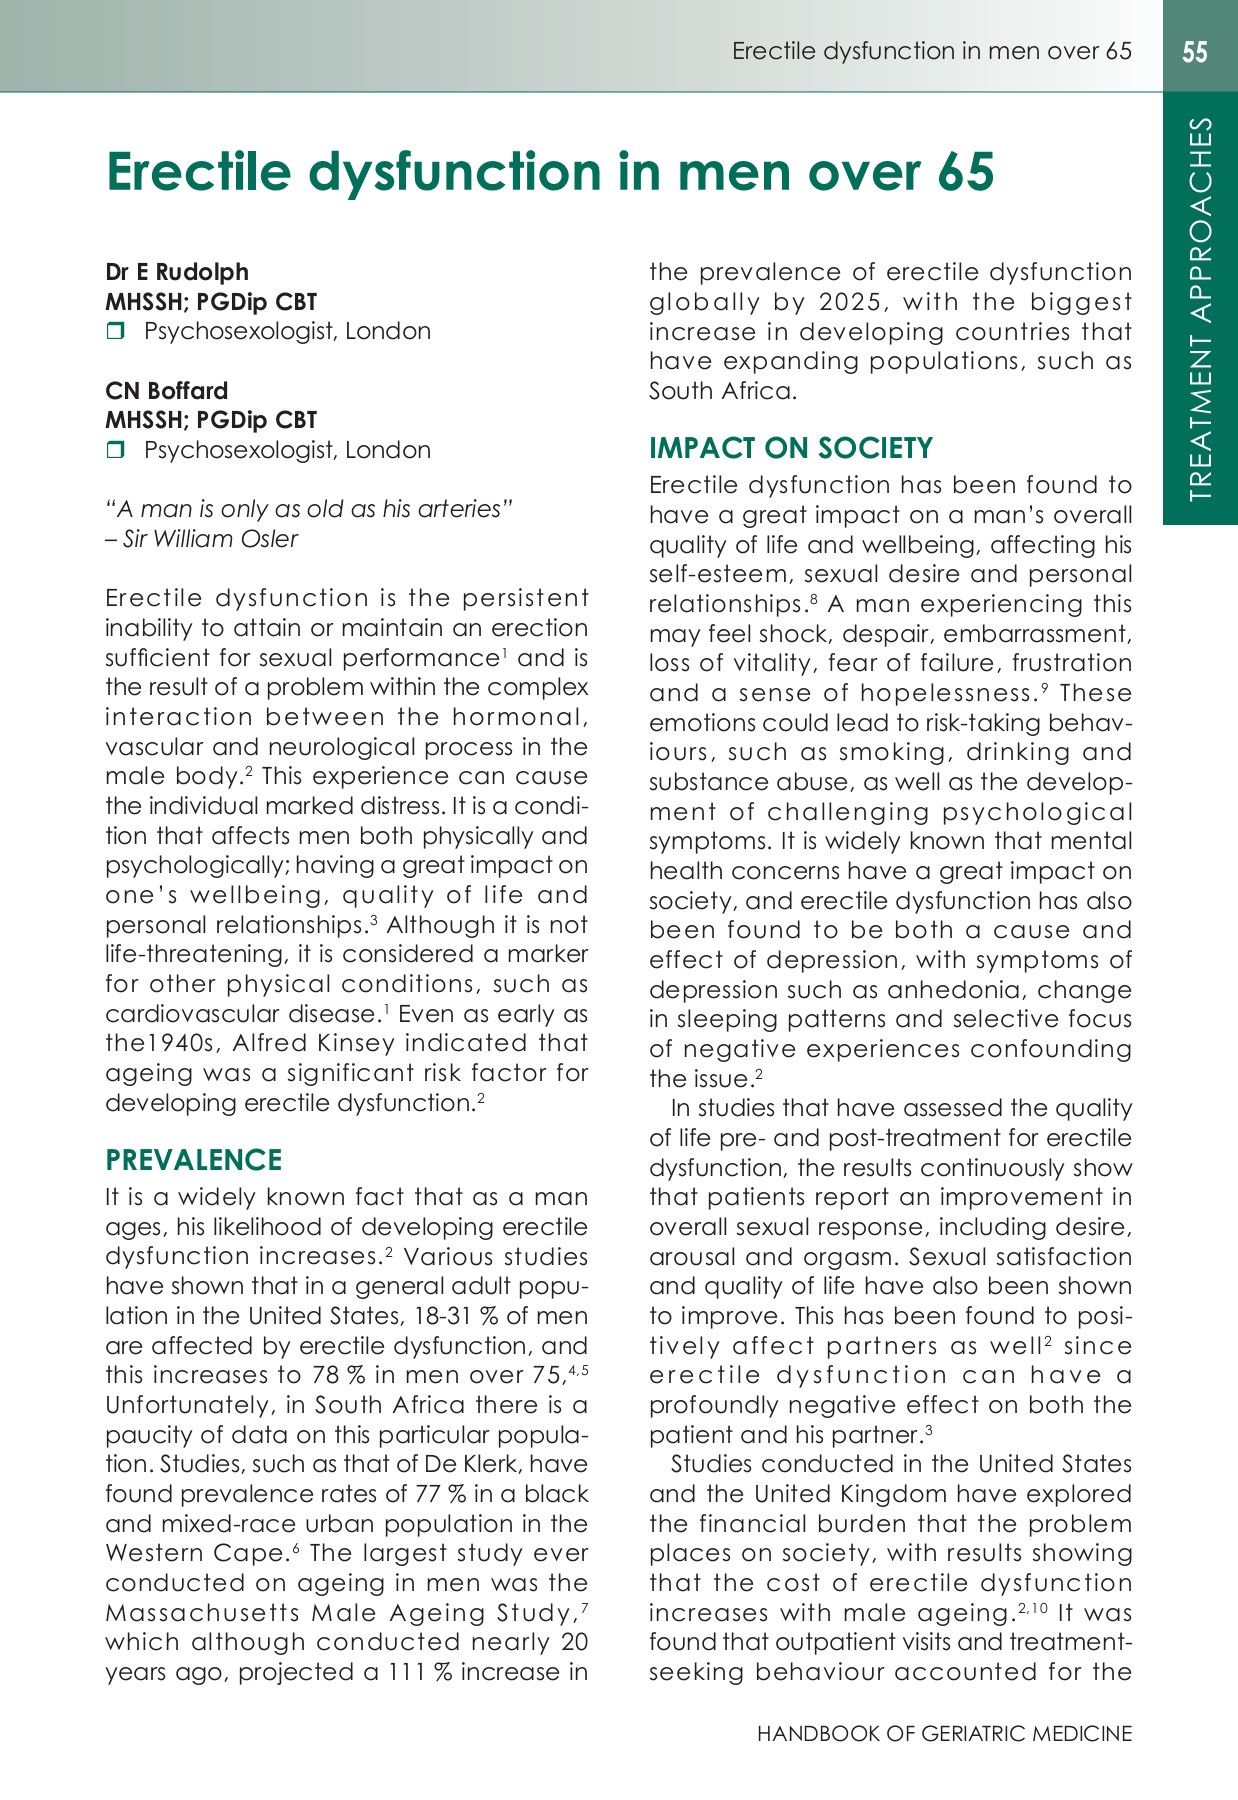 Erectile dysfunction in men over 65
55
TREATMENT APPROACHES
Erectile dysfunction in men over 65
Dr E Rudolph
MHSSH; PGDip CBT
❒ Psychosexologist, London
CN Boffard
MHSSH; PGDip CBT
❒ Psychosexologist, London
“A man is only as old as his arteries”
– Sir William Osler
Erectile dysfunction is the persistent
inability to attain or maintain an erection
sufficient for sexual performance¹ and is
the result of a problem within the complex
interaction between the hormonal,
vascular and neurological process in the
male body.² This experience can cause
the individual marked distress. It is a condi-
tion that affects men both physically and
psychologically; having a great impact on
one’s wellbeing, quality of life and
personal relationships.³ Although it is not
life-threatening, it is considered a marker
for other physical conditions, such as
cardiovascular disease.¹ Even as early as
the1940s, Alfred Kinsey indicated that
ageing was a significant risk factor for
developing erectile dysfunction.²
PREVALENCE
It is a widely known fact that as a man
ages, his likelihood of developing erectile
dysfunction increases.² Various studies
have shown that in a general adult popu-
lation in the United States, 18-31 % of men
are affected by erectile dysfunction, and
this increases to 78 % in men over 75,⁴,⁵
Unfortunately, in South Africa there is a
paucity of data on this particular popula-
tion. Studies, such as that of De Klerk, have
found prevalence rates of 77 % in a black
and mixed-race urban population in the
Western Cape.⁶ The largest study ever
conducted on ageing in men was the
Massachusetts Male Ageing Study,⁷
which although conducted nearly 20
years ago, projected a 111 % increase in
the prevalence of erectile dysfunction
globally by 2025, with the biggest
increase in developing countries that
have expanding populations, such as
South Africa.
IMPACT ON SOCIETY
Erectile dysfunction has been found to
have a great impact on a man’s overall
quality of life and wellbeing, affecting his
self-esteem, sexual desire and personal
relationships.⁸ A man experiencing this
may feel shock, despair, embarrassment,
loss of vitality, fear of failure, frustration
and a sense of hopelessness.⁹ These
emotions could lead to risk-taking behav-
iours, such as smoking, drinking and
substance abuse, as well as the develop-
ment of challenging psychological
symptoms. It is widely known that mental
health concerns have a great impact on
society, and erectile dysfunction has also
been found to be both a cause and
effect of depression, with symptoms of
depression such as anhedonia, change
in sleeping patterns and selective focus
of negative experiences confounding
the issue.²
In studies that have assessed the quality
of life pre- and post-treatment for erectile
dysfunction, the results continuously show
that patients report an improvement in
overall sexual response, including desire,
arousal and orgasm. Sexual satisfaction
and quality of life have also been shown
to improve. This has been found to posi-
tively affect partners as well² since
erectile dysfunction can have a
profoundly negative effect on both the
patient and his partner.³
Studies conducted in the United States
and the United Kingdom have explored
the financial burden that the problem
places on society, with results showing
that the cost of erectile dysfunction
increases with male ageing.²,¹⁰ It was
found that outpatient visits and treatment-
seeking behaviour accounted for the
HANDBOOK OF GERIATRIC MEDICINE